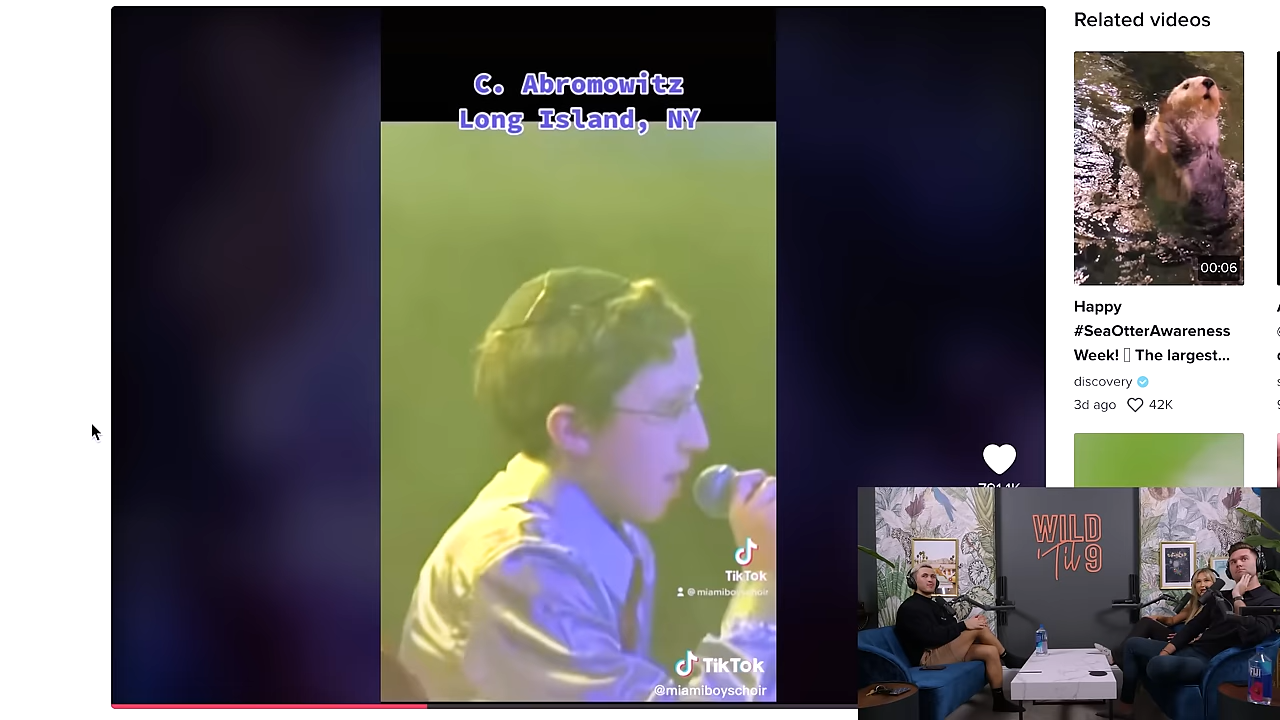 C. Abromowitz
Long Island, NY
TikTok
@miamiboyschoir
TikTok
@miamiboyschoir
Related videos
00:06
Happy
#SeaOtterAwareness
Week! The largest...
discovery
3d ago 42K
WILD
'Til
9